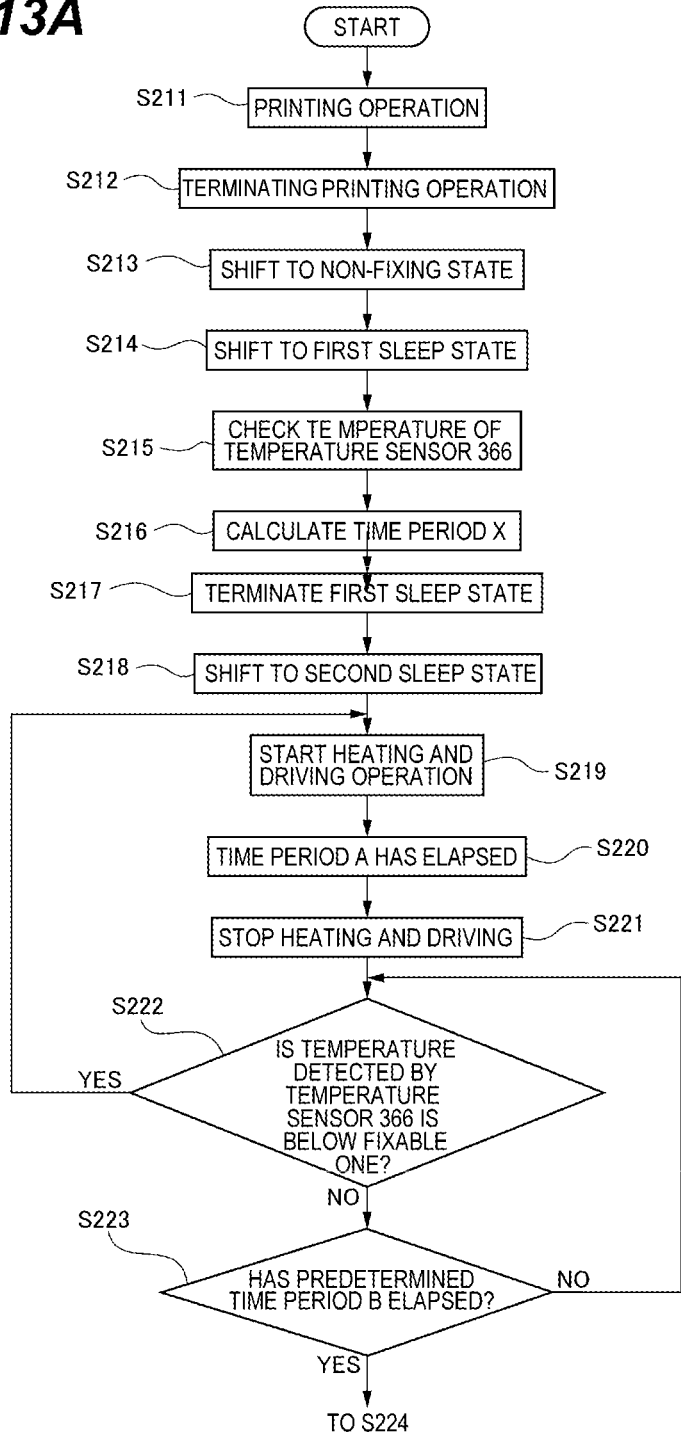 13A
START
S211
PRINTING OPERATION
S212
TERMINATING PRINTING OPERATION
S213
SHIFT TO NON-FIXING STATE
S214
SHIFT TO FIRST SLEEP STATE
S215
CHECK TE MPERATURE OF
TEMPERATURE SENSOR 366
S216
CALCULATE TIME PERIOD X
S217
TERMINATE FIRST SLEEP STATE
S218
SHIFT TO SECOND SLEEP STATE
START HEATING AND
DRIVING OPERATION
S219
TIME PERIOD A HAS ELAPSED
S220
STOP HEATING AND DRIVING
S221
S222
IS TEMPERATURE
DETECTED BY
TEMPERATURE
SENSOR 366 IS
BELOW FIXABLE
ONE?
YES
NO
S223
HAS PREDETERMINED
TIME PERIOD B ELAPSED?
NO
YES
TO S224